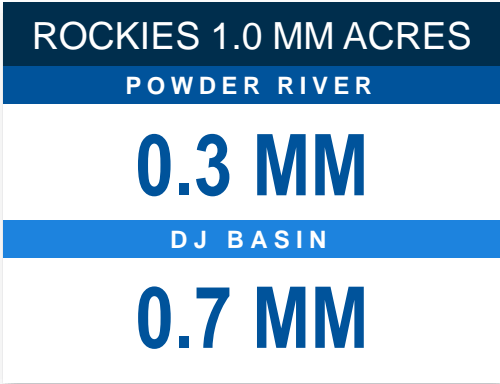 ROCKIES 1.0 MM ACRES
POWDER RIVER
0.3 MM
DJ BASIN
0.7 MM